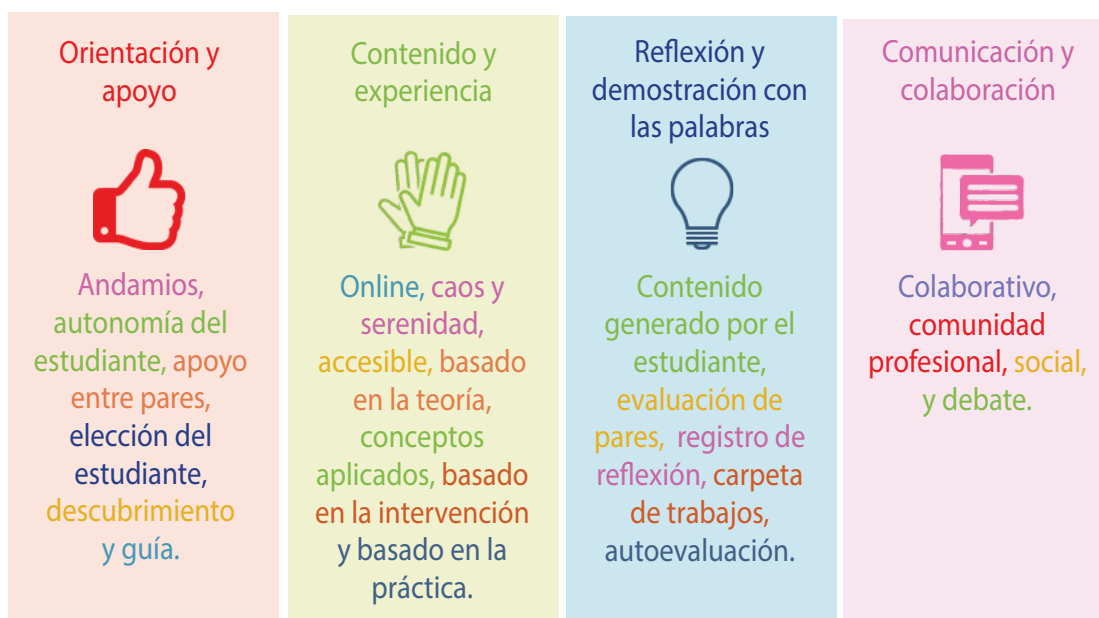 Orientación y
apoyo
Andamios,
autonomía del
estudiante, apoyo
entre pares,
elección del
estudiante,
descubrimiento
y guía.
Contenido y
experiencia
Online, caos y
serenidad,
accesible, basado
en la teoría,
conceptos
aplicados, basado
en la intervención
y basado en la
práctica.
Reflexión y
demostración con
las palabras
Contenido
generado por el
estudiante,
evaluación de
pares, registro de
reflexión, carpeta
de trabajos,
autoevaluación.
Comunicación y
colaboración
Colaborativo,
comunidad
profesional, social,
y debate.